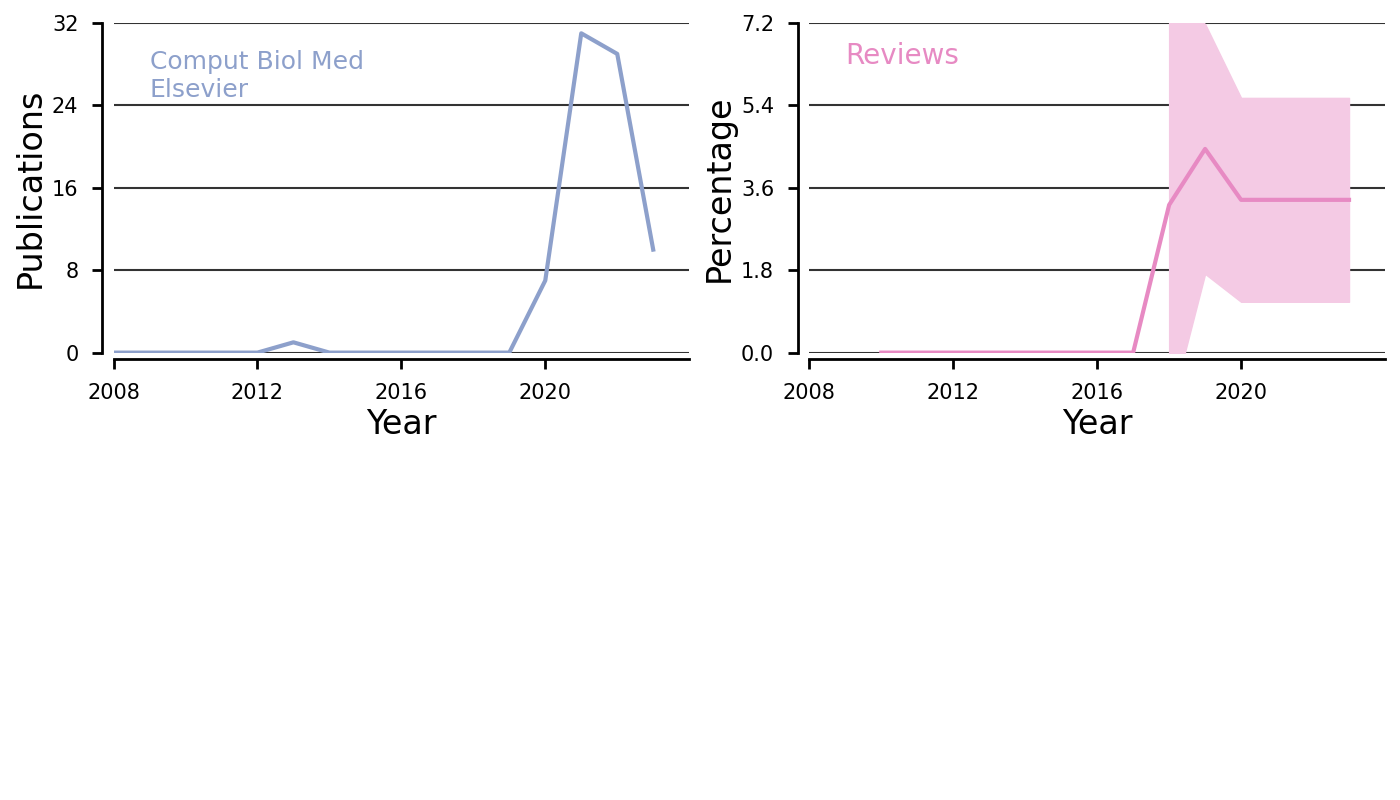 32
24
16
8
0
Publications
Comput Biol Med
Elsevier
2008 2012 2016 2020
Year
7.2
5.4
3.6
1.8
0.0
Percentage
Reviews
2008 2012 2016 2020
Year